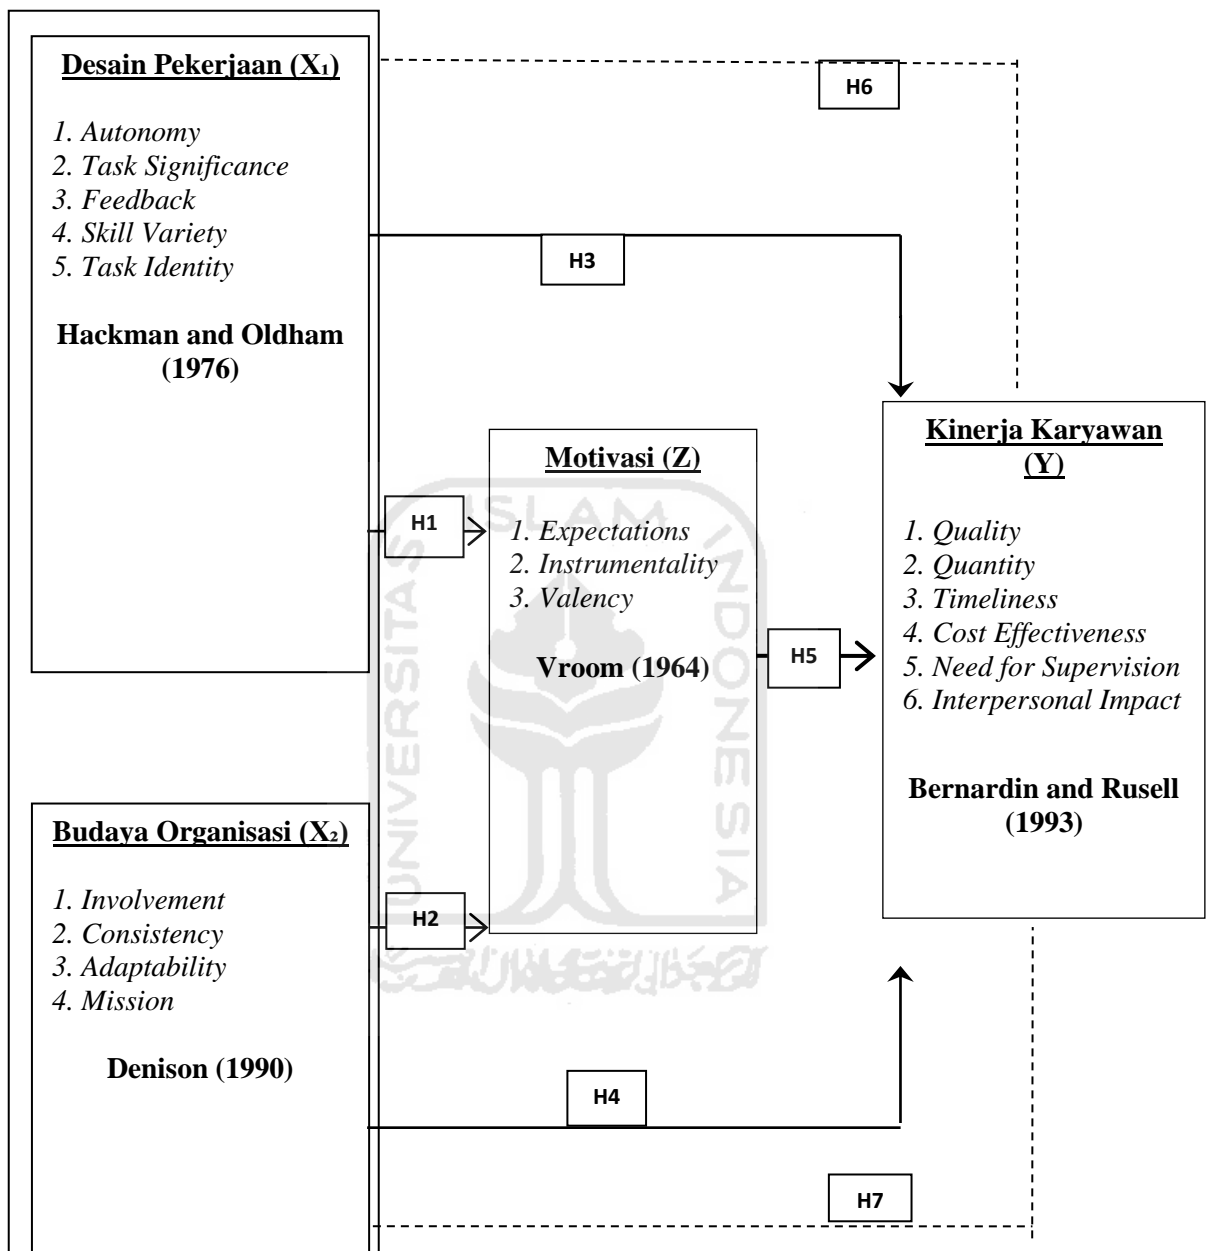 Desain Pekerjaan (X₁)
1. Autonomy
2. Task Significance
3. Feedback
4. Skill Variety
5. Task Identity
Hackman and Oldham
(1976)
H6
H3
H1
Motivasi (Z)
1. Expectations
2. Instrumentality
3. Valency
Vroom (1964)
H5
Kinerja Karyawan
(Y)
1. Quality
2. Quantity
3. Timeliness
4. Cost Effectiveness
5. Need for Supervision
6. Interpersonal Impact
Bernardin and Rusell
(1993)
Budaya Organisasi (X₂)
1. Involvement
2. Consistency
3. Adaptability
4. Mission
Denison (1990)
H2
H4
H7
UNIVERSITAS
ISLAM
INDONESIA